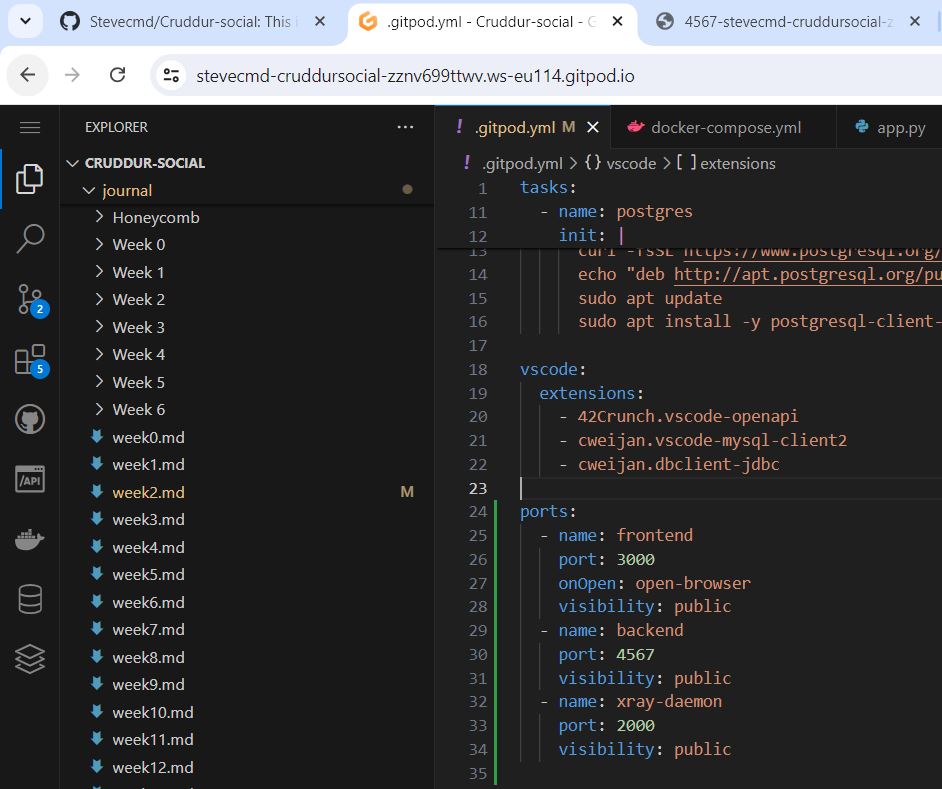 Stevecmd/Cruddur-social: This i
.gitpod.yml - Cruddur-social - G
4567-stevecmd-cruddursocial-z
stevecmd-cruddursocial-zznv699ttwv.ws-eu114.gitpod.io
EXPLORER
CRUDDUR-SOCIAL
journal
Honeycomb
Week 0
Week 1
Week 2
Week 3
Week 4
Week 5
Week 6
week0.md
week1.md
week2.md M
week3.md
week4.md
week5.md
week6.md
week7.md
week8.md
week9.md
week10.md
week11.md
week12.md
2
5
/API
! .gitpod.yml M
docker-compose.yml
app.py
! .gitpod.yml > {} vscode > [ ] extensions
1 tasks:
11 - name: postgres
12 init: |
13 curl -fsSL https://www.postgresql.org/
14 echo "deb http://apt.postgresql.org/pu
15 sudo apt update
16 sudo apt install -y postgresql-client-
17
18 vscode:
19 extensions:
20 - 42Crunch.vscode-openapi
21 - cweijan.vscode-mysql-client2
22 - cweijan.dbclient-jdbc
23
24 ports:
25 - name: frontend
26 port: 3000
27 onOpen: open-browser
28 visibility: public
29 - name: backend
30 port: 4567
31 visibility: public
32 - name: xray-daemon
33 port: 2000
34 visibility: public
35